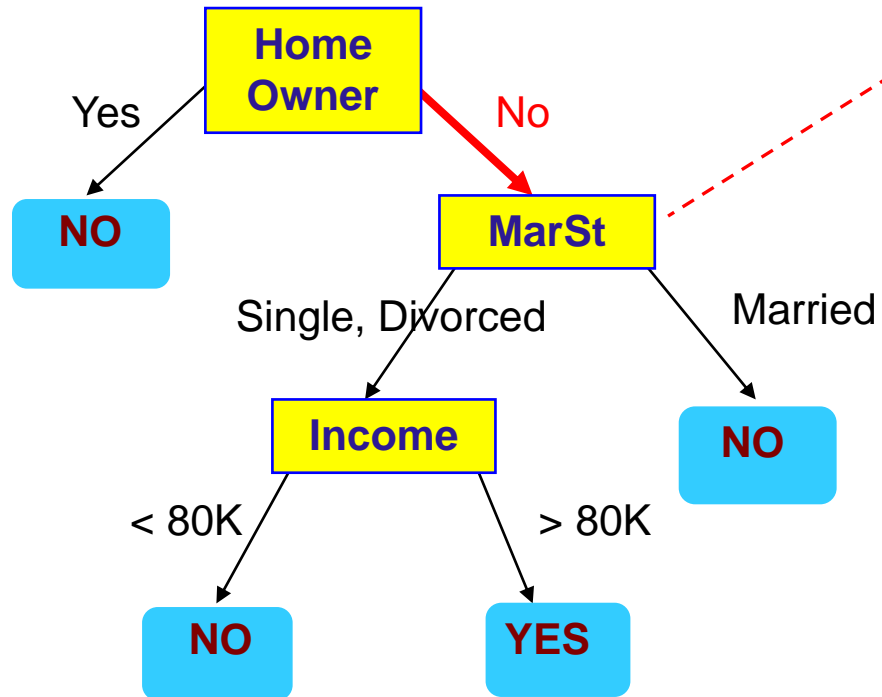 Home
Owner
Yes
No
NO
MarSt
Single, Divorced
Married
Income
NO
< 80K
> 80K
NO
YES